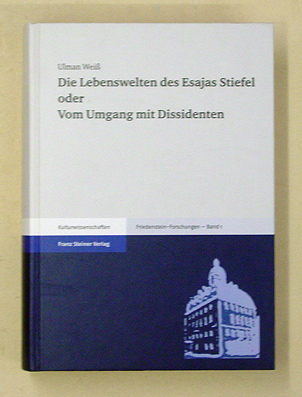 Ulman Weiß
Die Lebenswelten des Esajas Stiefel
oder
Vom Umgang mit Dissidenten
Kulturwissenschaften
Friedenstein-Forschungen – Band 1
Franz Steiner Verlag